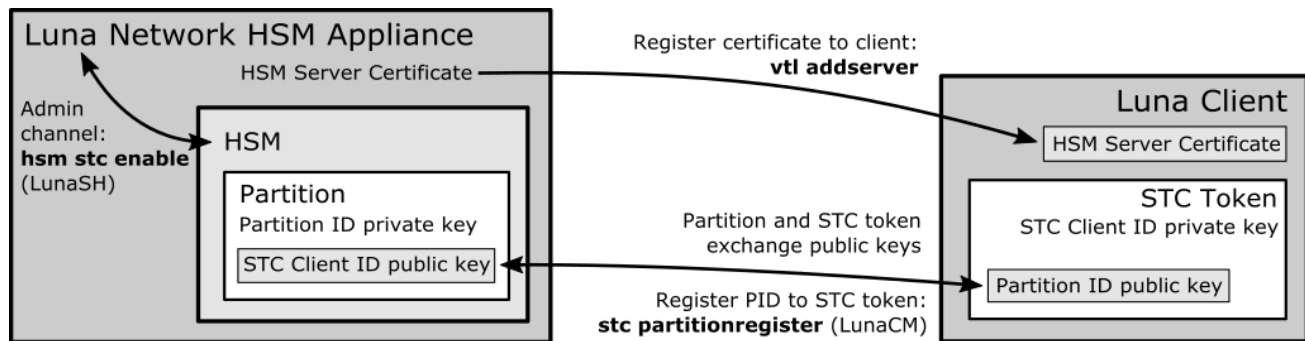 Luna Network HSM Appliance
HSM Server Certificate
Admin
channel:
hsm stc enable
(LunaSH)
HSM
Partition
Partition ID private key
STC Client ID public key
Register certificate to client:
vtl addserver
Partition and STC token
exchange public keys
Register PID to STC token:
stc partitionregister (LunaCM)
Luna Client
HSM Server Certificate
STC Token
STC Client ID private key
Partition ID public key